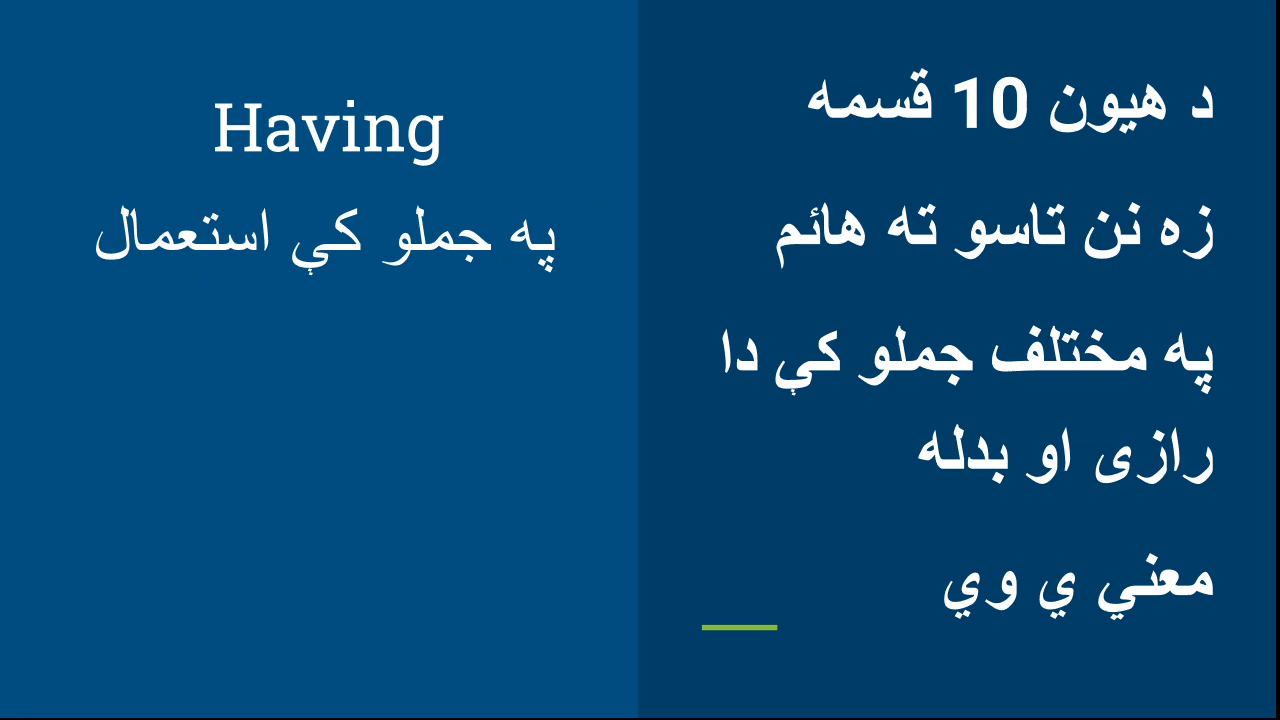 Having
په جملو کې استعمال
د هیون 10 قسمه
زه نن تاسو ته هائم
په مختلف جملو کې دا
رازی او بدله
معني ي وي